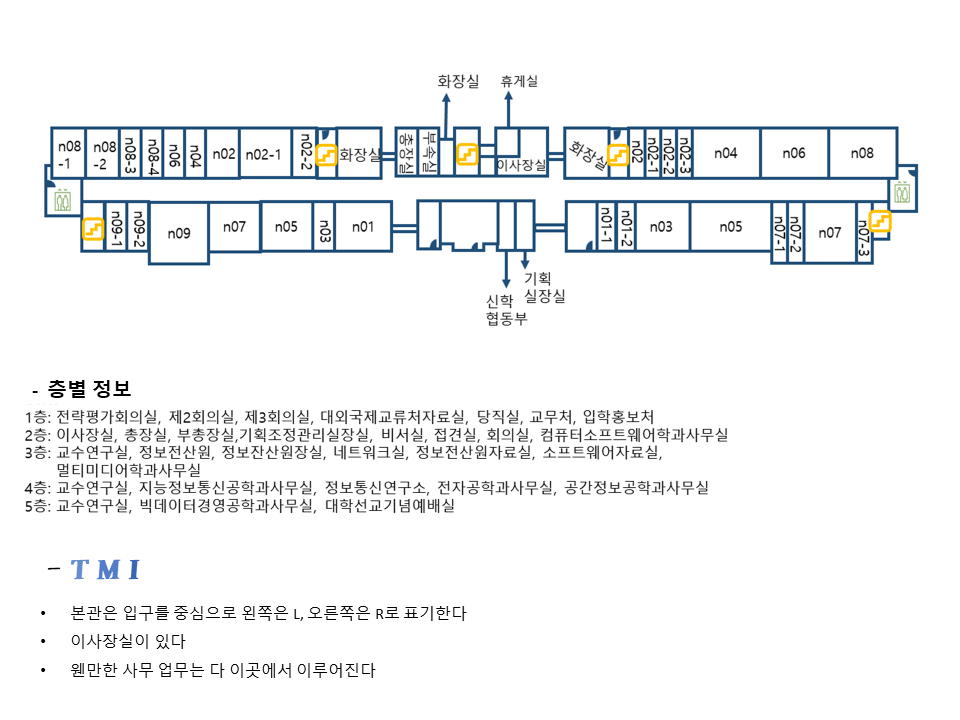 화장실
휴게실
n08
-1
n08
-2
n08-3
n08-4
n06
n04
n02
n02-1
n02-2
화장실
총장실
부속실
이사장실
화장실
n02
n02-1
n02-2
n02-3
n04
n06
n08
n09-1
n09-2
n09
n07
n05
n03
n01
n01-1
n01-2
n03
n05
n07-1
n07-2
n07
n07-3
신학
협동부
기획
실장실
- 층별 정보
1층: 전략평가회의실, 제2회의실, 제3회의실, 대외국제교류처자료실, 당직실, 교무처, 입학홍보처
2층: 이사장실, 총장실, 부총장실,기획조정관리실장실, 비서실, 접견실, 회의실, 컴퓨터소프트웨어학과사무실
3층: 교수연구실, 정보전산원, 정보잔산원장실, 네트워크실, 정보전산원자료실, 소프트웨어자료실,
멀티미디어학과사무실
4층: 교수연구실, 지능정보통신공학과사무실, 정보통신연구소, 전자공학과사무실, 공간정보공학과사무실
5층: 교수연구실, 빅데이터경영공학과사무실, 대학선교기념예배실
- TMI
• 본관은 입구를 중심으로 왼쪽은 L, 오른쪽은 R로 표기한다
• 이사장실이 있다
• 웬만한 사무 업무는 다 이곳에서 이루어진다